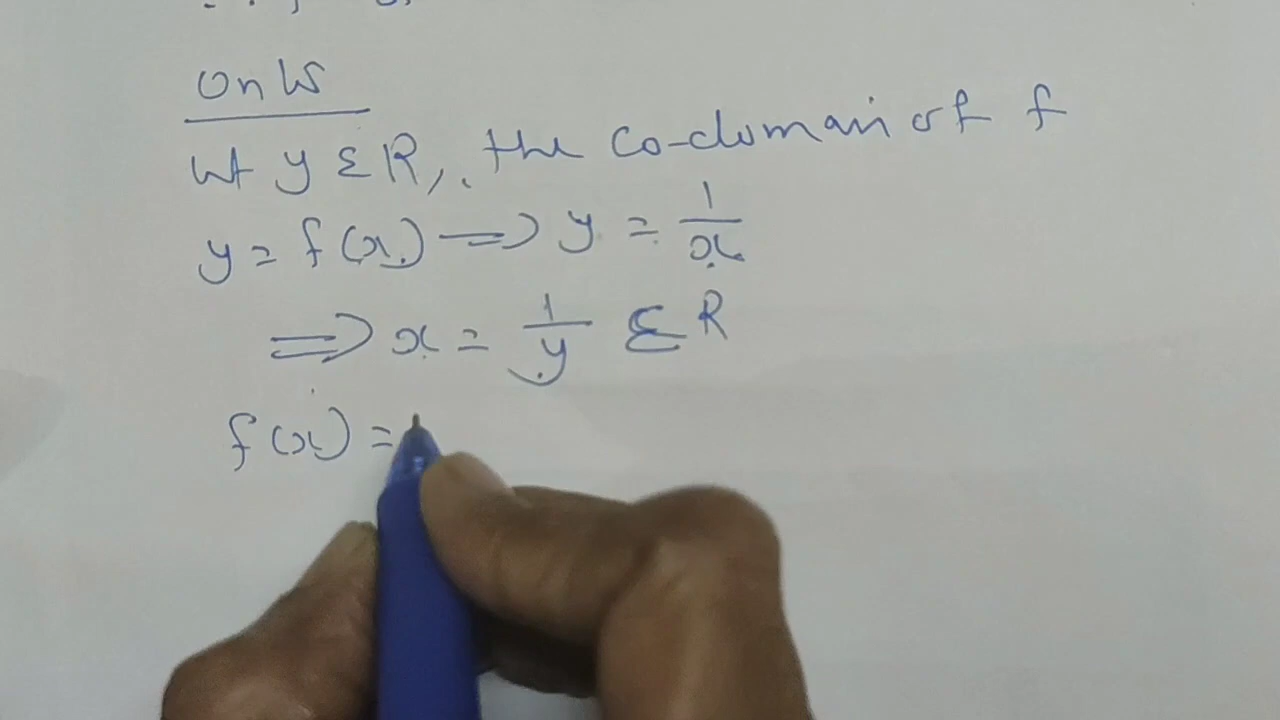 Onto
Let y ∈ R, the Co-domain of f
y = f(x) ⟹ y = 1/x
⟹ x = 1/y ∈ R
f(x) =